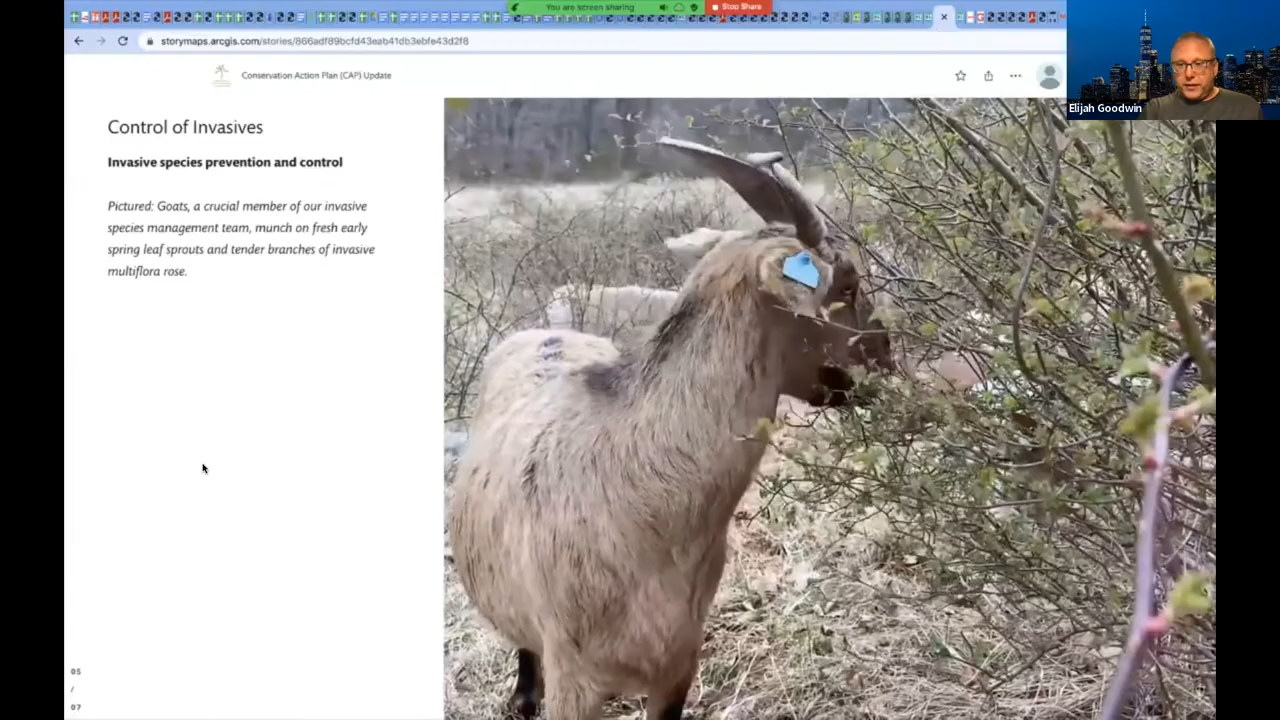 You are screen sharing
Stop Share
storymaps.arcgis.com/stories/866adf89bcfd43eab41db3ebfe43d2f8
Conservation Action Plan (CAP) Update
Elijah Goodwin
Control of Invasives
Invasive species prevention and control
Pictured: Goats, a crucial member of our invasive
species management team, munch on fresh early
spring leaf sprouts and tender branches of invasive
multiflora rose.
05
/
07